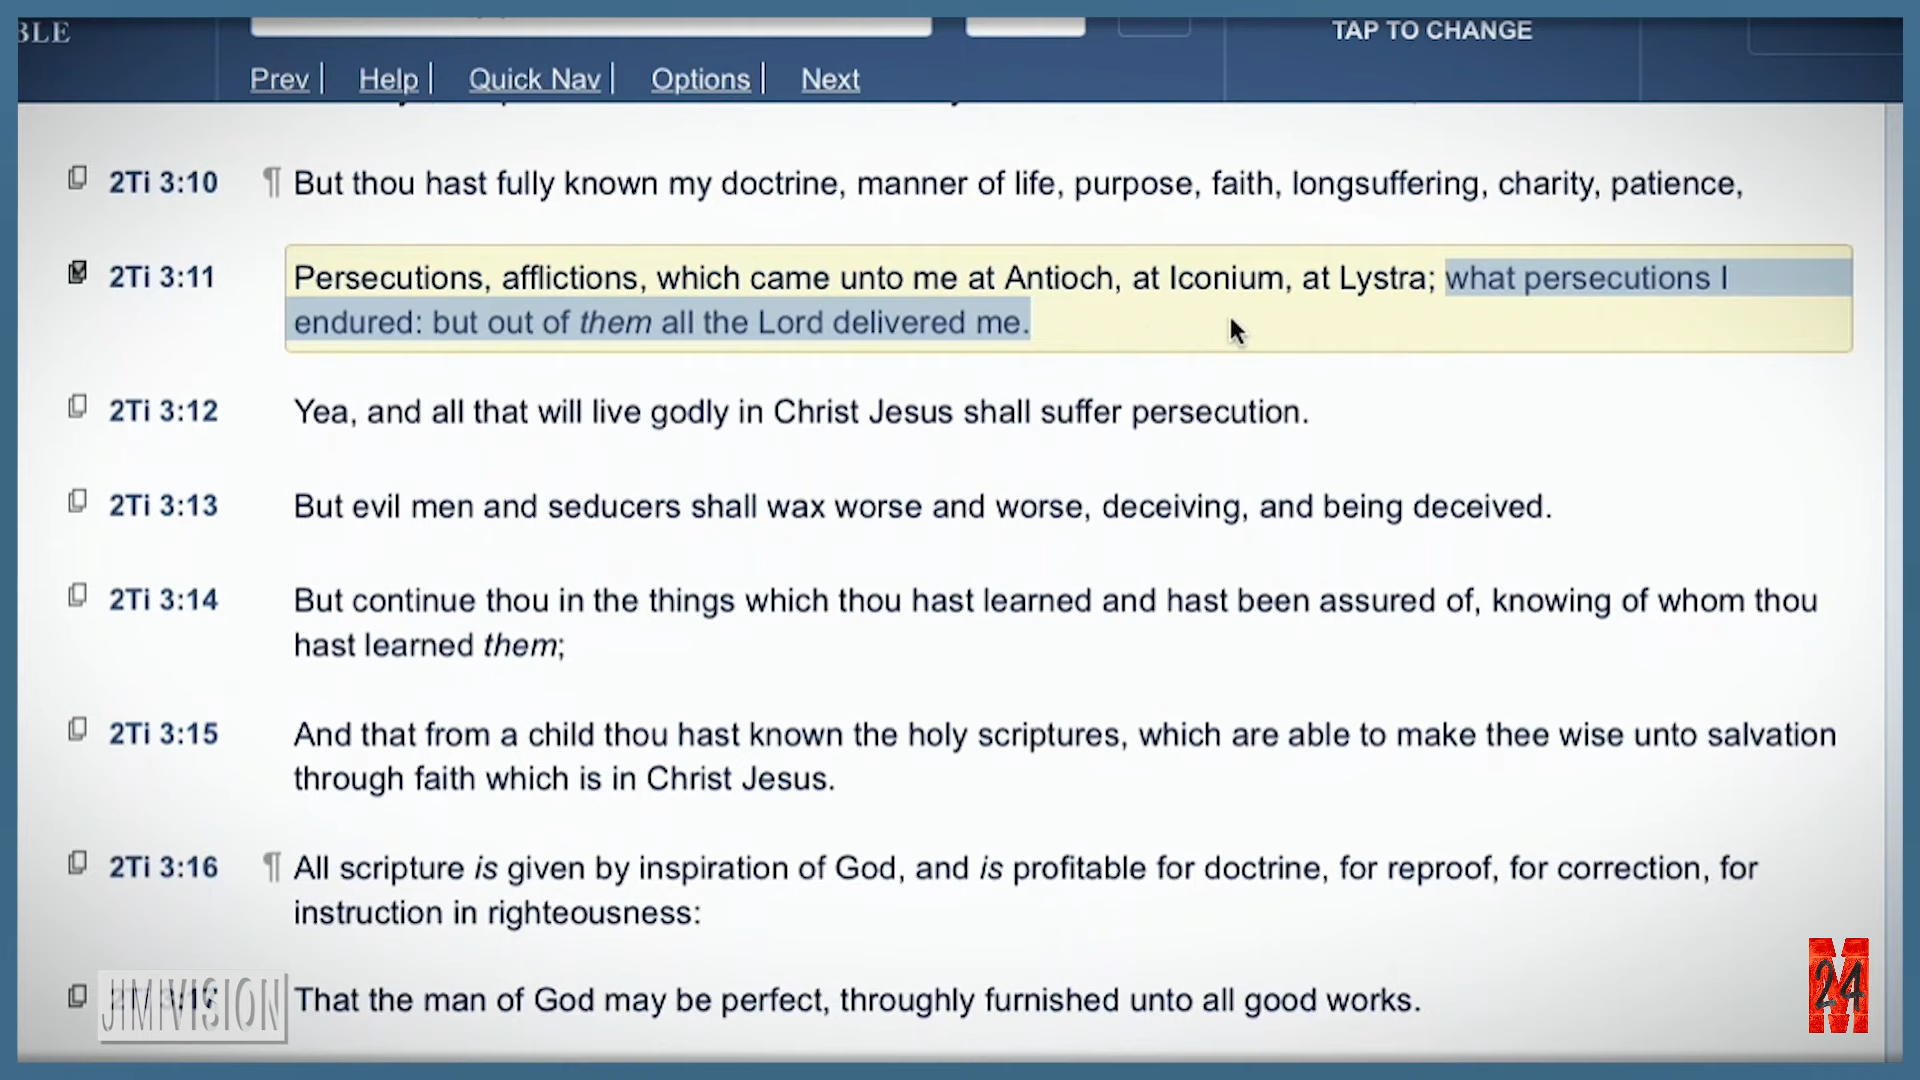 BLE
TAP TO CHANGE
Prev | Help | Quick Nav | Options | Next
2Ti 3:10 ¶ But thou hast fully known my doctrine, manner of life, purpose, faith, longsuffering, charity, patience,
2Ti 3:11 Persecutions, afflictions, which came unto me at Antioch, at Iconium, at Lystra; what persecutions I
endured: but out of them all the Lord delivered me.
2Ti 3:12 Yea, and all that will live godly in Christ Jesus shall suffer persecution.
2Ti 3:13 But evil men and seducers shall wax worse and worse, deceiving, and being deceived.
2Ti 3:14 But continue thou in the things which thou hast learned and hast been assured of, knowing of whom thou
hast learned them;
2Ti 3:15 And that from a child thou hast known the holy scriptures, which are able to make thee wise unto salvation
through faith which is in Christ Jesus.
2Ti 3:16 ¶ All scripture is given by inspiration of God, and is profitable for doctrine, for reproof, for correction, for
instruction in righteousness:
2Ti 3:17 That the man of God may be perfect, throughly furnished unto all good works.
JIMIVISION
M
24